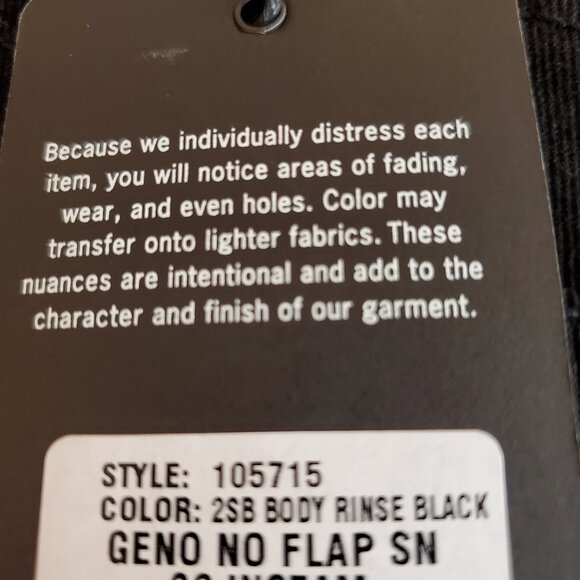 Because we individually distress each
item, you will notice areas of fading,
wear, and even holes. Color may
transfer onto lighter fabrics. These
nuances are intentional and add to the
character and finish of our garment.
STYLE: 105715
COLOR: 2SB BODY RINSE BLACK
GENO NO FLAP SN
INSEAM